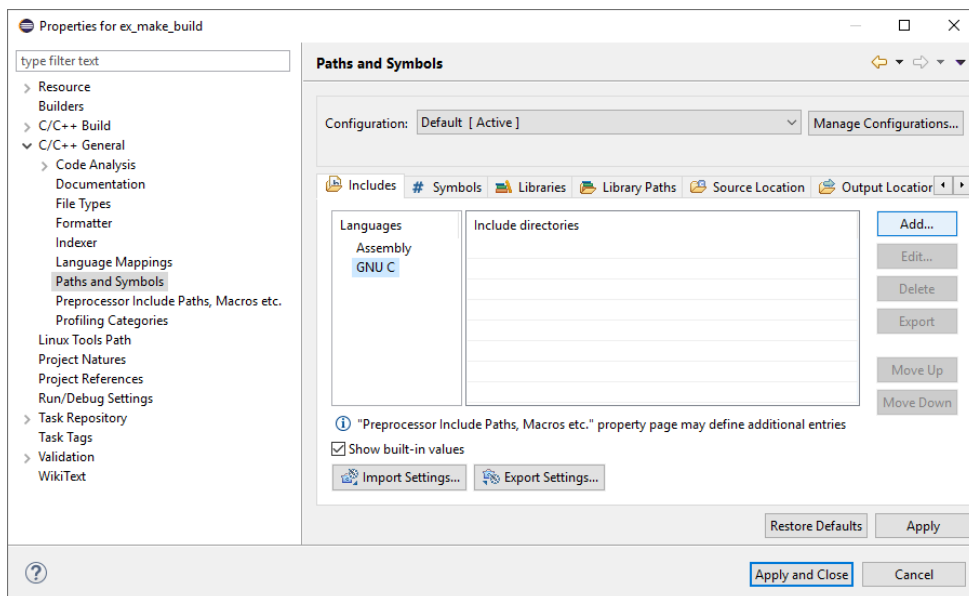 Properties for ex_make_build
type filter text
Resource
Builders
C/C++ Build
C/C++ General
Code Analysis
Documentation
File Types
Formatter
Indexer
Language Mappings
Paths and Symbols
Preprocessor Include Paths, Macros etc.
Profiling Categories
Linux Tools Path
Project Natures
Project References
Run/Debug Settings
Task Repository
Task Tags
Validation
WikiText
Paths and Symbols
Configuration: Default [ Active ] Manage Configurations...
Includes # Symbols Libraries Library Paths Source Location Output Location
Languages
Assembly
GNU C
Include directories
Add...
Edit...
Delete
Export
Move Up
Move Down
"Preprocessor Include Paths, Macros etc." property page may define additional entries
Show built-in values
Import Settings... Export Settings...
Restore Defaults Apply
? Apply and Close Cancel